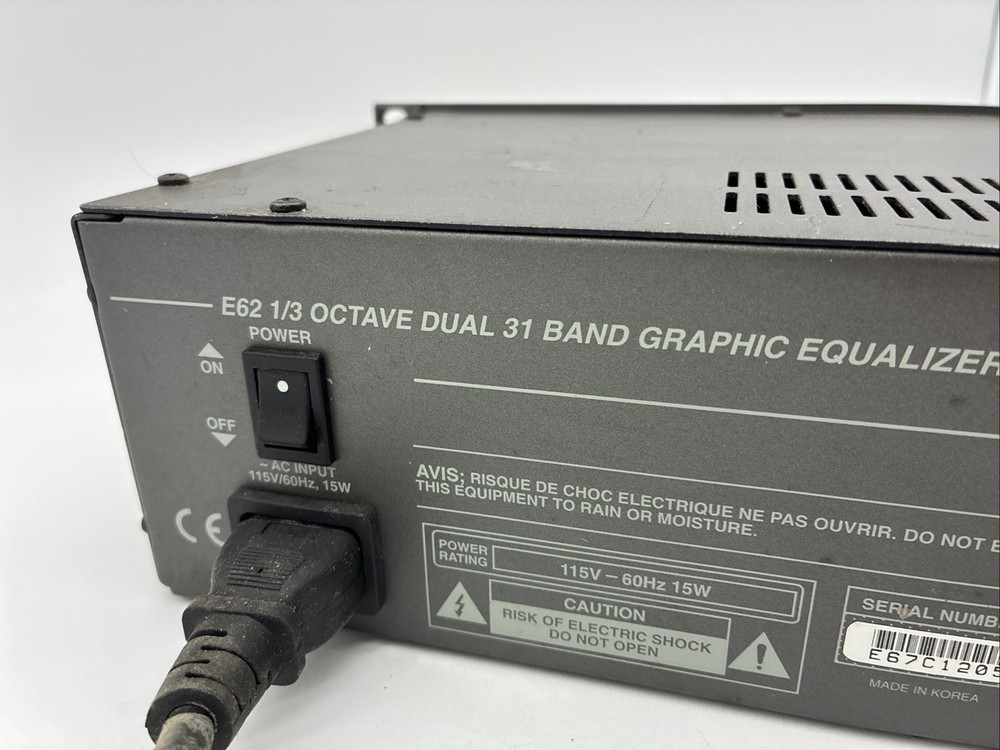 E62 1/3 OCTAVE DUAL 31 BAND GRAPHIC EQUALIZER
POWER
ON
OFF
~ AC INPUT
115V/60Hz, 15W
CE
AVIS; RISQUE DE CHOC ELECTRIQUE NE PAS OUVRIR. DO NOT E
THIS EQUIPMENT TO RAIN OR MOISTURE.
POWER
RATING
115V – 60Hz 15W
CAUTION
RISK OF ELECTRIC SHOCK
DO NOT OPEN
SERIAL NUMB
E67C1205
MADE IN KOREA